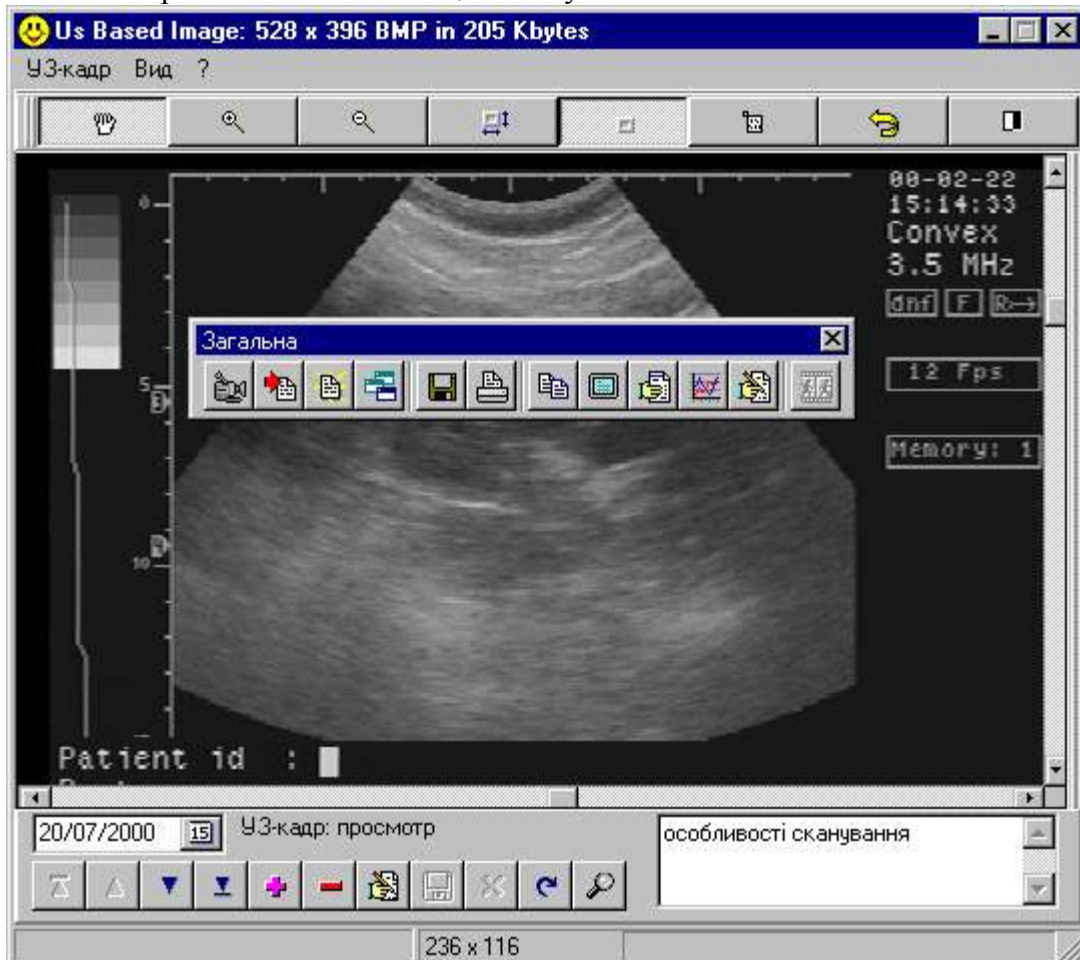 Us Based Image: 528 x 396 BMP in 205 Kbytes
УЗ-кадр Вид ?
00-02-22
15:14:33
Convex
3.5 MHz
dnf F R
12 Fps
Memory: 1
0
Загальна
5
10
Patient id :
20/07/2000 15 УЗ-кадр: просмотр
особливості сканування
236 x 116